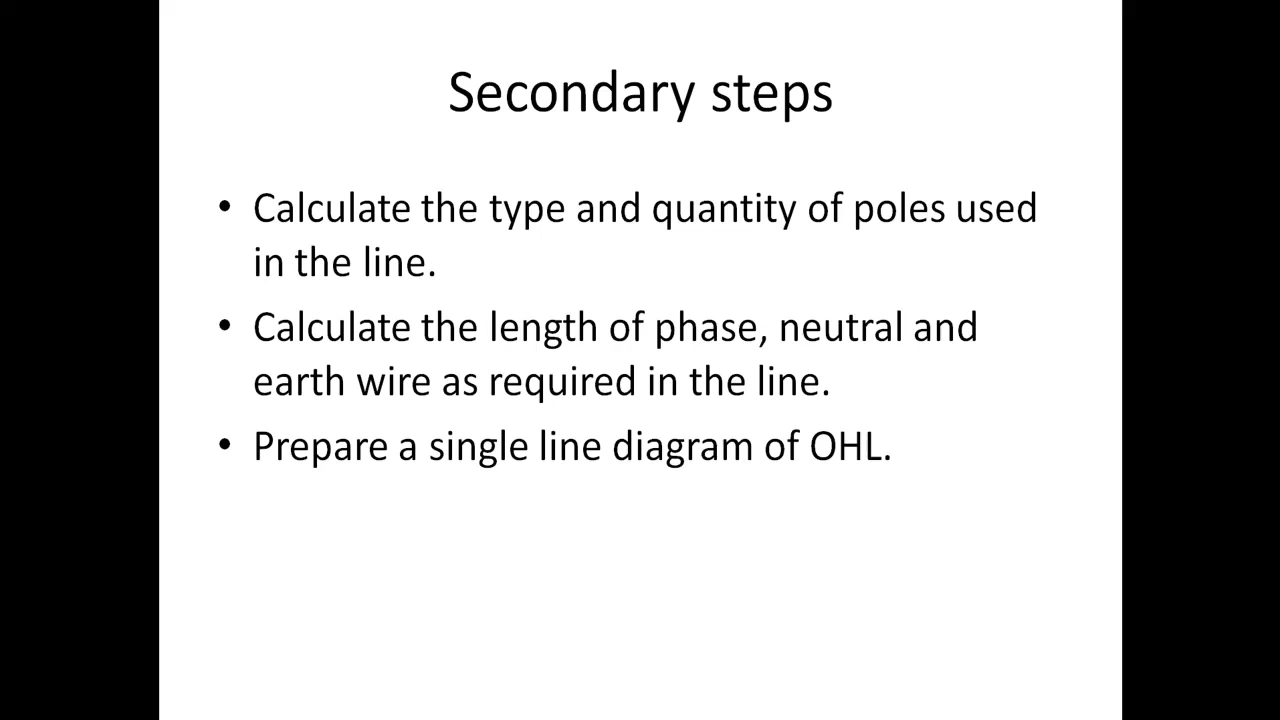 Secondary steps
• Calculate the type and quantity of poles used
in the line.
• Calculate the length of phase, neutral and
earth wire as required in the line.
• Prepare a single line diagram of OHL.